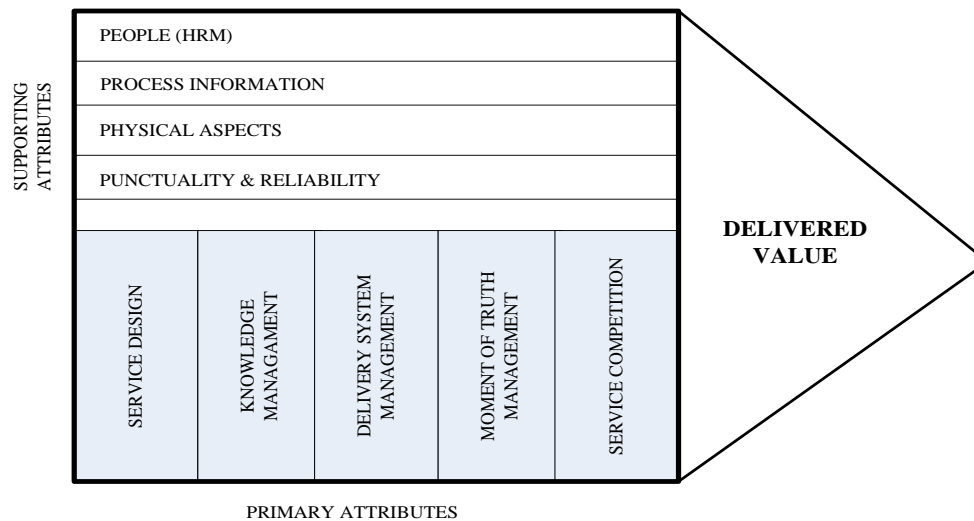 PEOPLE (HRM)
PROCESS INFORMATION
PHYSICAL ASPECTS
PUNCTUALITY & RELIABILITY
SUPPORTING
ATTRIBUTES
DELIVERED
VALUE
SERVICE DESIGN
KNOWLEDGE
MANAGAMENT
DELIVERY SYSTEM
MANAGEMENT
MOMENT OF TRUTH
MANAGEMENT
SERVICE COMPETITION
PRIMARY ATTRIBUTES